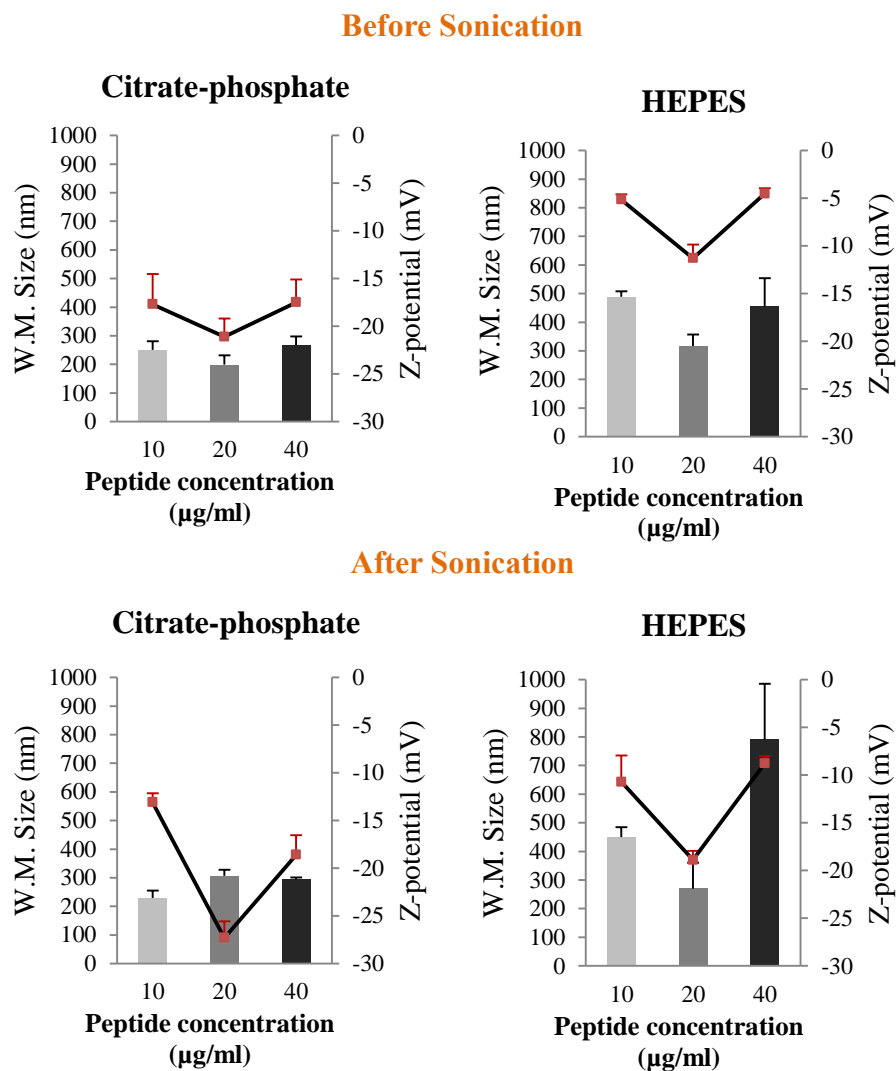 Before Sonication
Citrate-phosphate
1000
900
800
700
600
500
400
300
200
100
0
W.M. Size (nm)
0
-5
-10
-15
-20
-25
-30
Z-potential (mV)
10 20 40
Peptide concentration
(µg/ml)
HEPES
1000
900
800
700
600
500
400
300
200
100
0
W.M. Size (nm)
0
-5
-10
-15
-20
-25
-30
Z-potential (mV)
10 20 40
Peptide concentration
(µg/ml)
After Sonication
Citrate-phosphate
1000
900
800
700
600
500
400
300
200
100
0
W.M. Size (nm)
0
-5
-10
-15
-20
-25
-30
Z-potential (mV)
10 20 40
Peptide concentration
(µg/ml)
HEPES
1000
900
800
700
600
500
400
300
200
100
0
W.M. Size (nm)
0
-5
-10
-15
-20
-25
-30
Z-potential (mV)
10 20 40
Peptide concentration
(µg/ml)